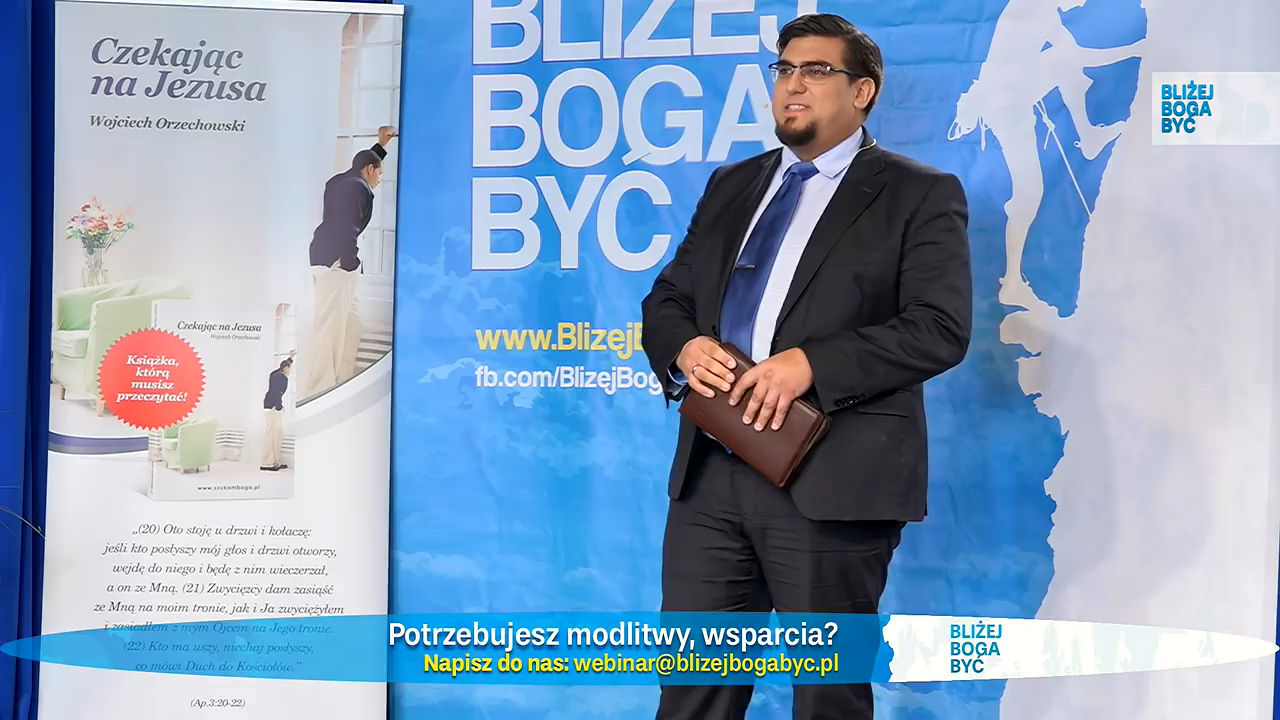 Czekając
na Jezusa
Wojciech Orzechowski
Czekając na Jezusa
Wojciech Orzechowski
Książka,
którą
musisz
przeczytać!
www.szukamboga.pl
„(20) Oto stoję u drzwi i kołaczę:
jeśli kto posłyszy mój głos i drzwi otworzy,
wejdę do niego i będę z nim wieczerzał,
a on ze Mną. (21) Zwycięzcy dam zasiąść
ze Mną na moim tronie, jak i Ja zwyciężyłem
i zasiadłem z mym Ojcem na Jego tronie.
(22) Kto ma uszy, niechaj posłyszy,
co mówi Duch do Kościołów."
(Ap.3:20-22)
BLIŻEJ
BOGA
BYĆ
www.BlizejB
fb.com/BlizejBog
BLIŻEJ
BOGA
BYĆ
Potrzebujesz modlitwy, wsparcia?
Napisz do nas: webinar@blizejbogabyc.pl
BLIŻEJ
BOGA
BYĆ